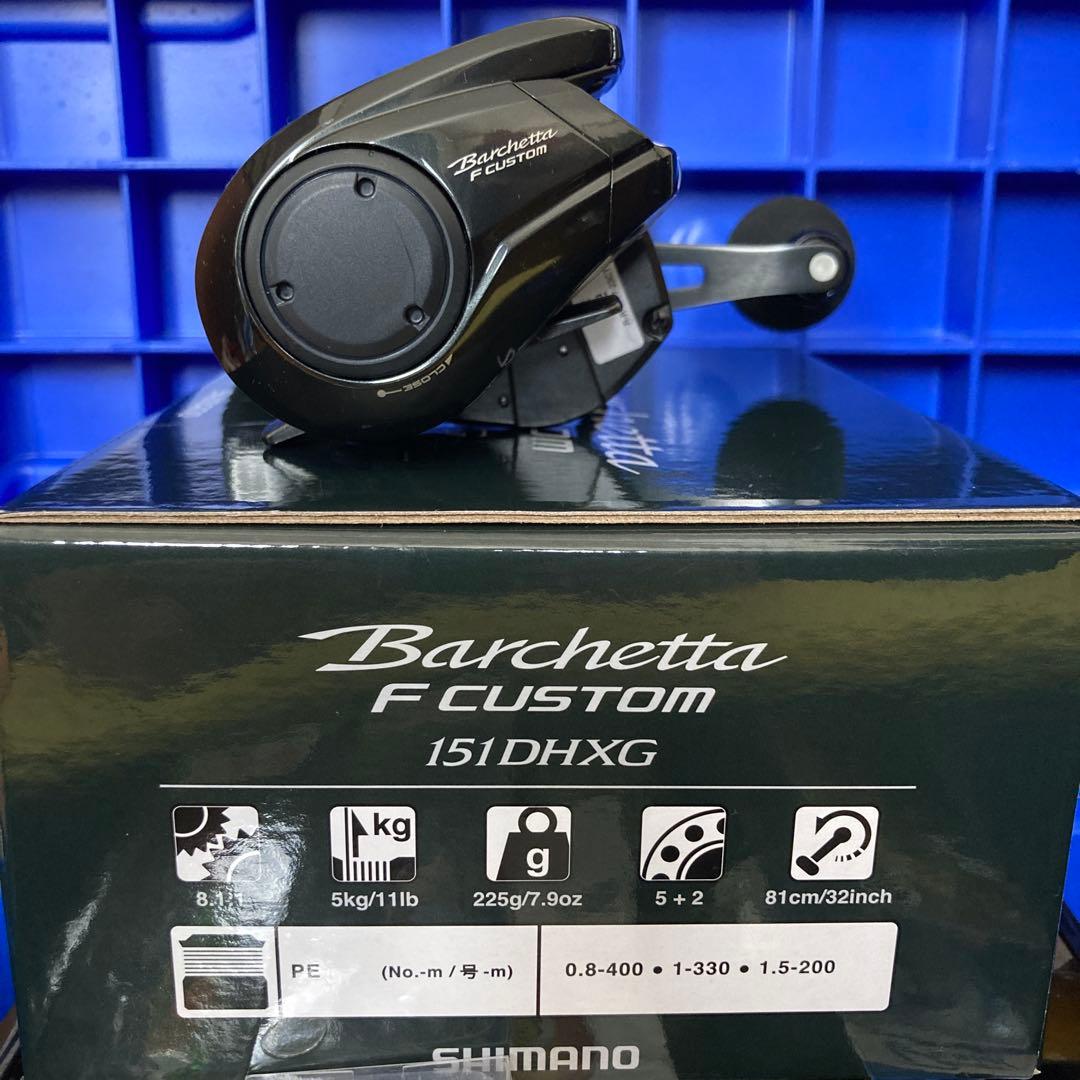 Barchetta
F CUSTOM
CLOSE
Barchetta
F CUSTOM
151DHXG
kg
g
8.1:1
5kg/11lb
225g/7.9oz
5 + 2
81cm/32inch
PE (No.-m / 号 -m) 0.8-400 • 1-330 • 1.5-200
SHIMANO